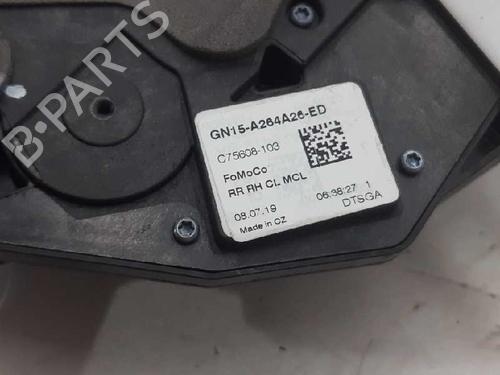 GN15-A264A26-ED
C75608-103
FoMoCo
RR RH CL MCL
08.07.19 06:38:27 1
DTSGA
Made in CZ